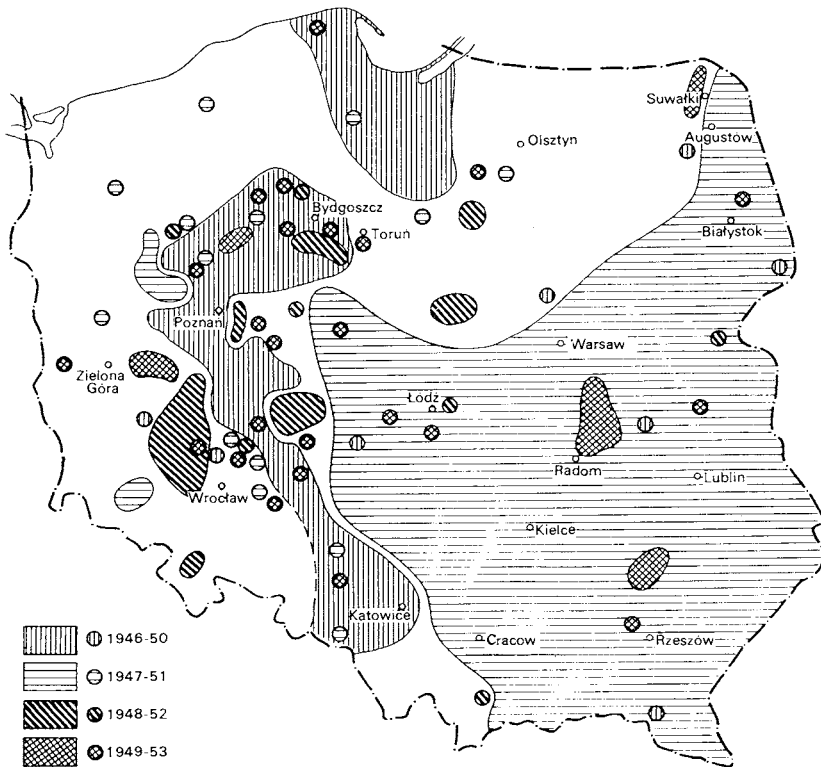 Suwałki
Augustów
Olsztyn
Białystok
Bydgoszcz
Toruń
Poznań
Warsaw
Zielona
Góra
Łódź
Radom
Lublin
Wrocław
Kielce
Katowice
Cracow
Rzeszów
1946-50
1947-51
1948-52
1949-53